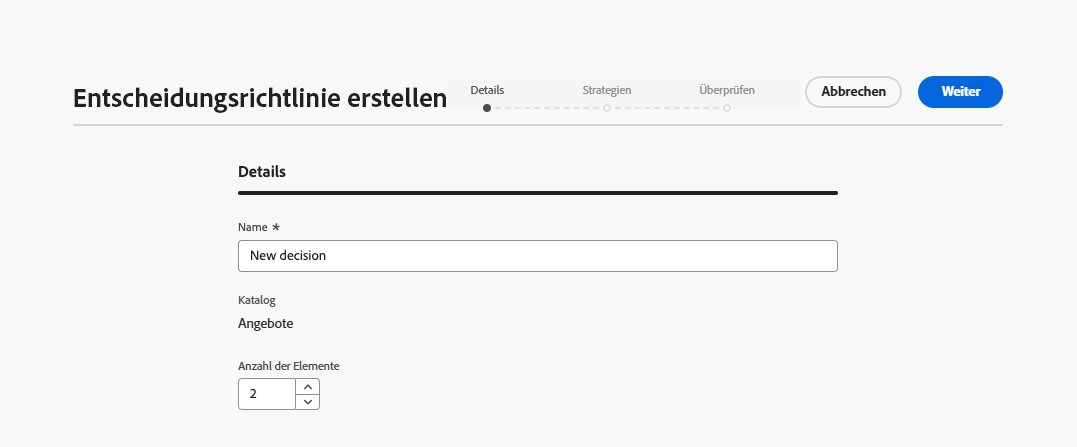 Entscheidungsrichtlinie erstellen
Details
Strategien
Überprüfen
Abbrechen
Weiter
Details
Name *
New decision
Katalog
Angebote
Anzahl der Elemente
2